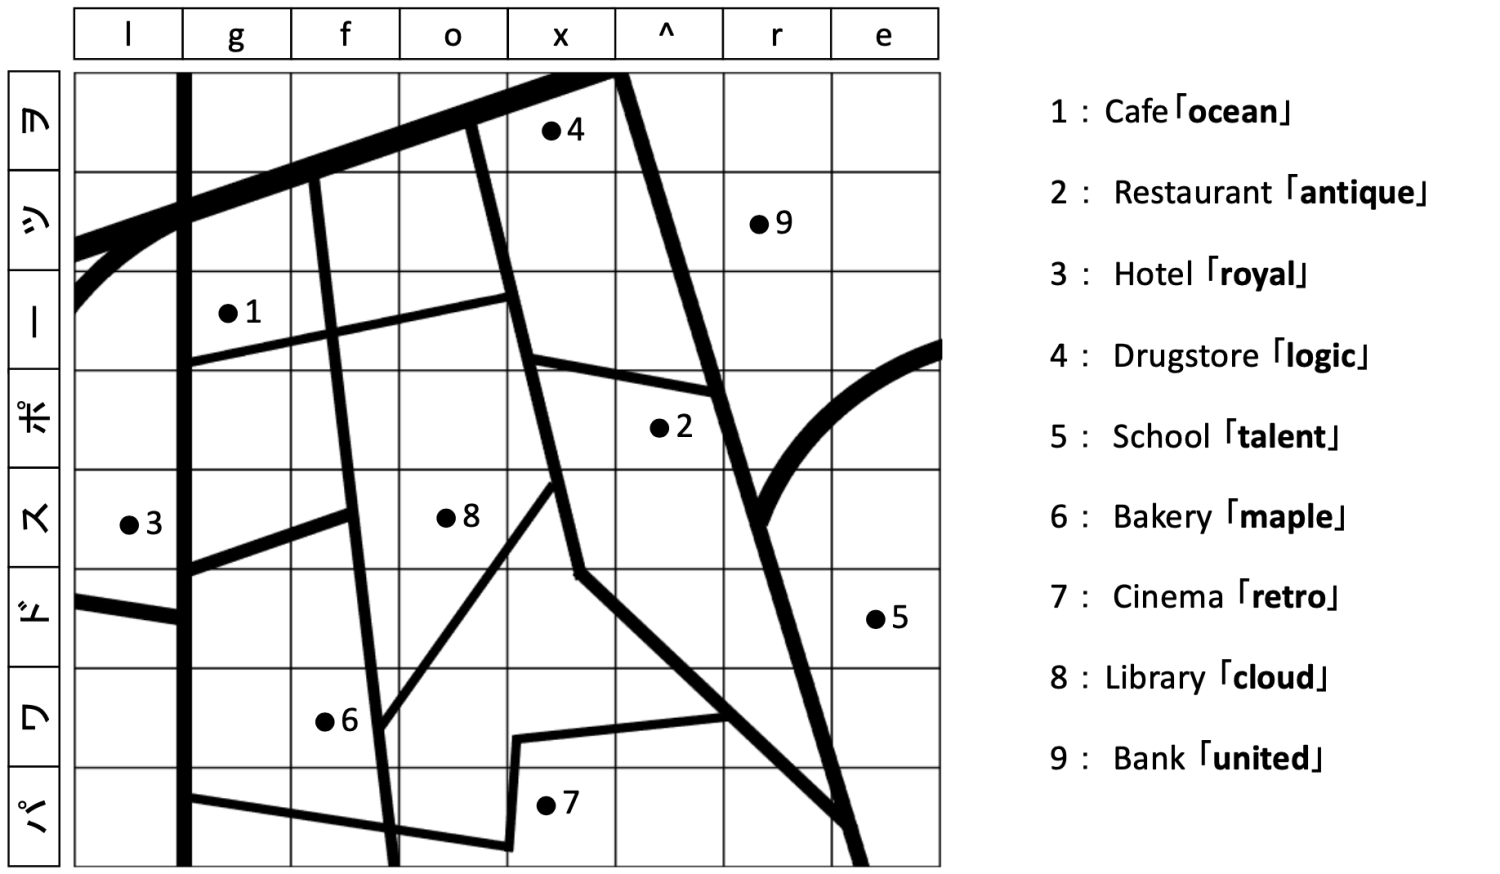 l g f o x ^ r e
ヲ
ツ
ー
ポ
ス
ド
ワ
パ
4
9
1
2
3
8
5
6
7
1 : Cafe「ocean」
2 : Restaurant 「antique」
3 : Hotel 「royal」
4 : Drugstore 「logic」
5 : School 「talent」
6 : Bakery 「maple」
7 : Cinema 「retro」
8 : Library 「cloud」
9 : Bank 「united」